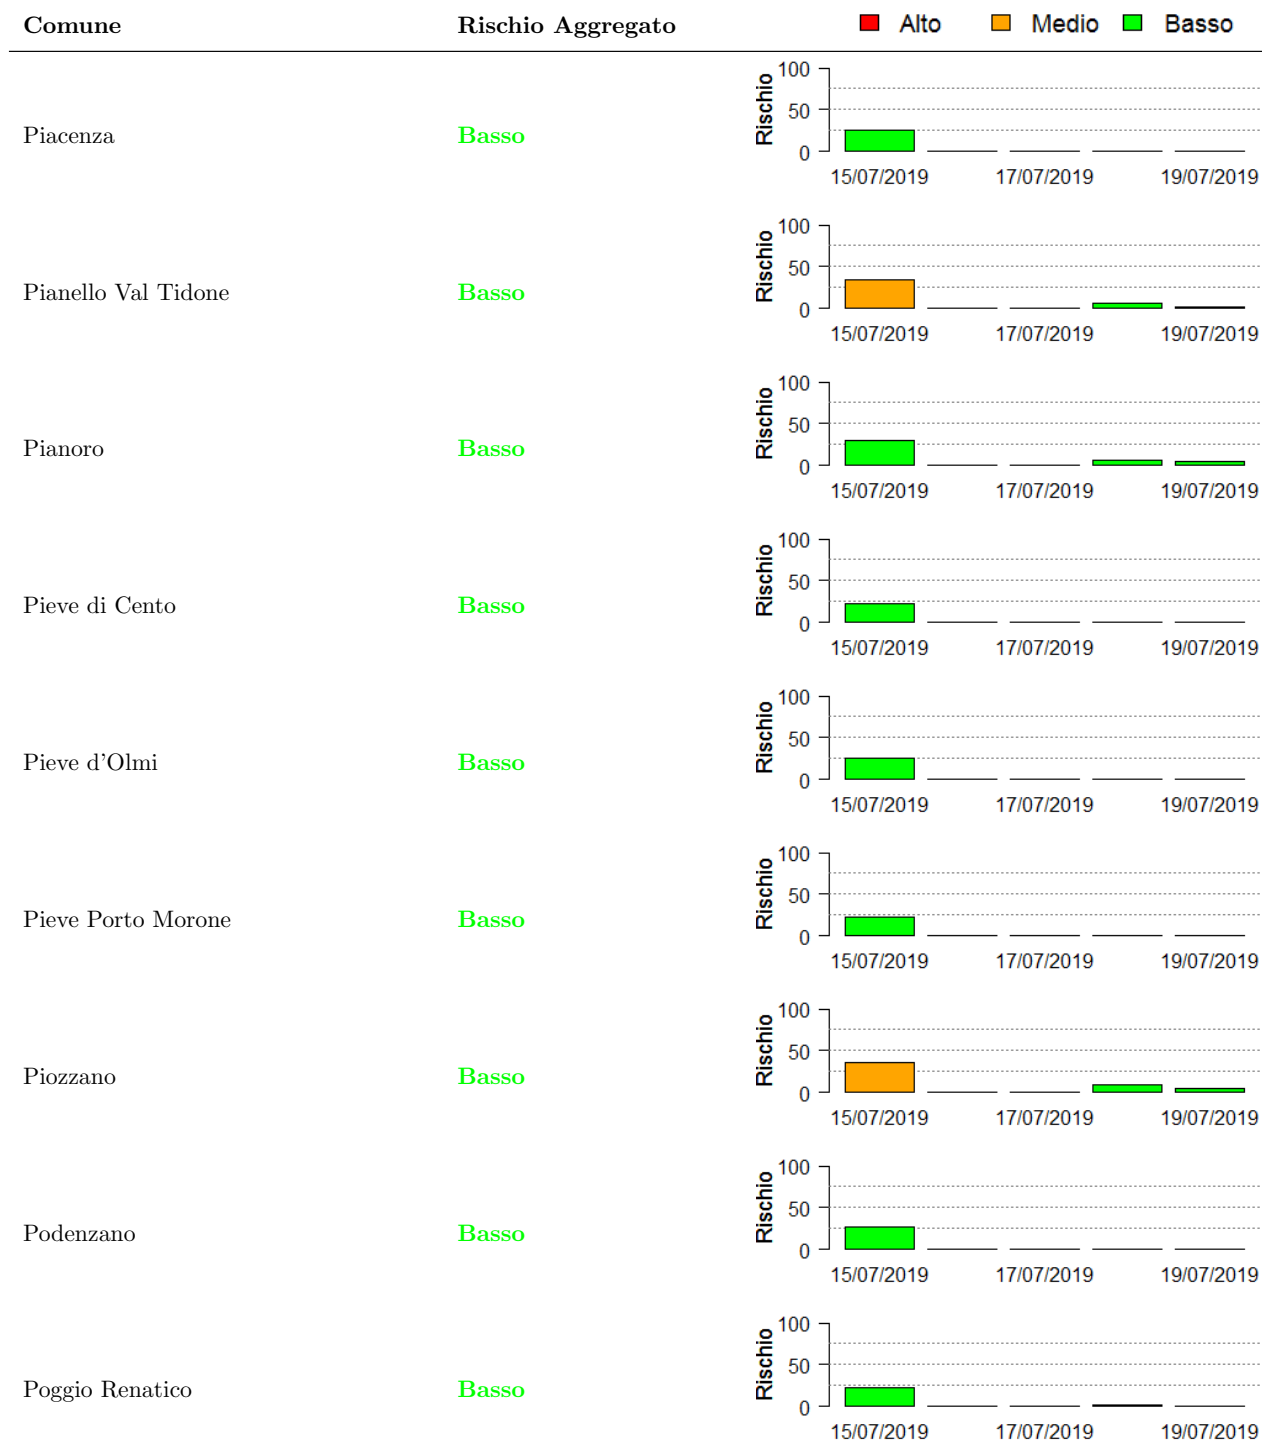 Comune Rischio Aggregato Alto Medio Basso
Piacenza Basso Rischio 100 50 0
15/07/2019 17/07/2019 19/07/2019
Pianello Val Tidone Basso Rischio 100 50 0
15/07/2019 17/07/2019 19/07/2019
Pianoro Basso Rischio 100 50 0
15/07/2019 17/07/2019 19/07/2019
Pieve di Cento Basso Rischio 100 50 0
15/07/2019 17/07/2019 19/07/2019
Pieve d'Olmi Basso Rischio 100 50 0
15/07/2019 17/07/2019 19/07/2019
Pieve Porto Morone Basso Rischio 100 50 0
15/07/2019 17/07/2019 19/07/2019
Piozzano Basso Rischio 100 50 0
15/07/2019 17/07/2019 19/07/2019
Podenzano Basso Rischio 100 50 0
15/07/2019 17/07/2019 19/07/2019
Poggio Renatico Basso Rischio 100 50 0
15/07/2019 17/07/2019 19/07/2019